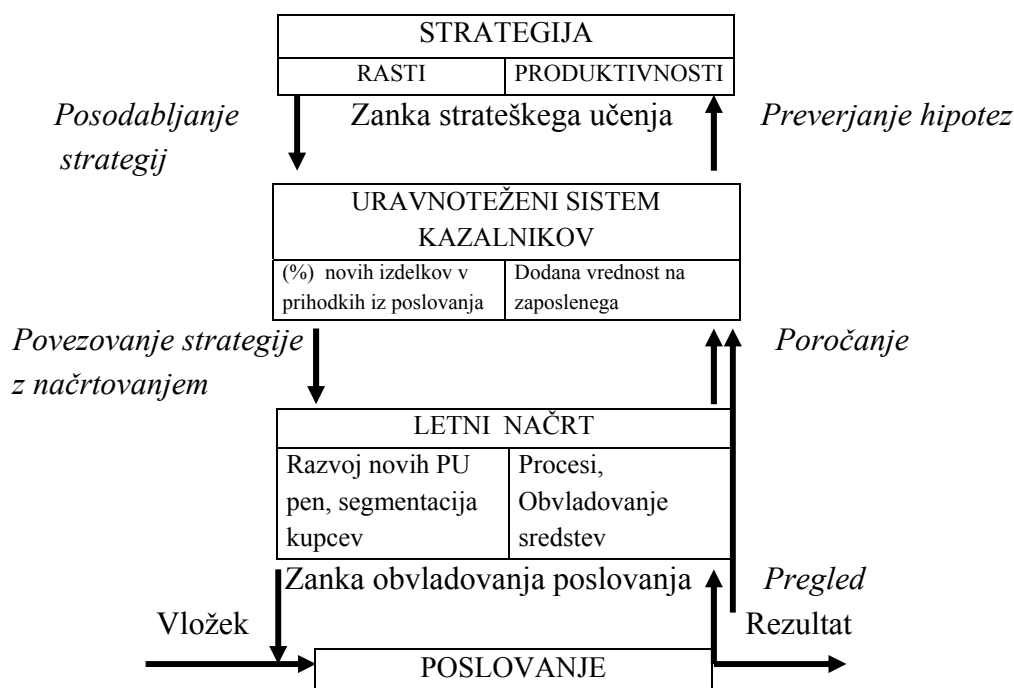 STRATEGIJA
RASTI PRODUKTIVNOSTI
Posodabljanje Zanka strateškega učenja Preverjanje hipotez
strategij
URAVNOTEŽENI SISTEM
KAZALNIKOV
(%) novih izdelkov v
prihodkih iz poslovanja
Dodana vrednost na
zaposlenega
Povezovanje strategije
z načrtovanjem
Poročanje
LETNI NAČRT
Razvoj novih PU
pen, segmentacija
kupcev
Procesi,
Obvladovanje
sredstev
Zanka obvladovanja poslovanja Pregled
Vložek Rezultat
POSLOVANJE